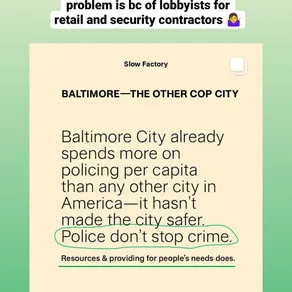 problem is bc of lobbyists for
retail and security contractors 🤷‍♀️
Slow Factory
BALTIMORE—THE OTHER COP CITY
Baltimore City already
spends more on
policing per capita
than any other city in
America—it hasn't
made the city safer.
Police don't stop crime.
Resources & providing for people's needs does.